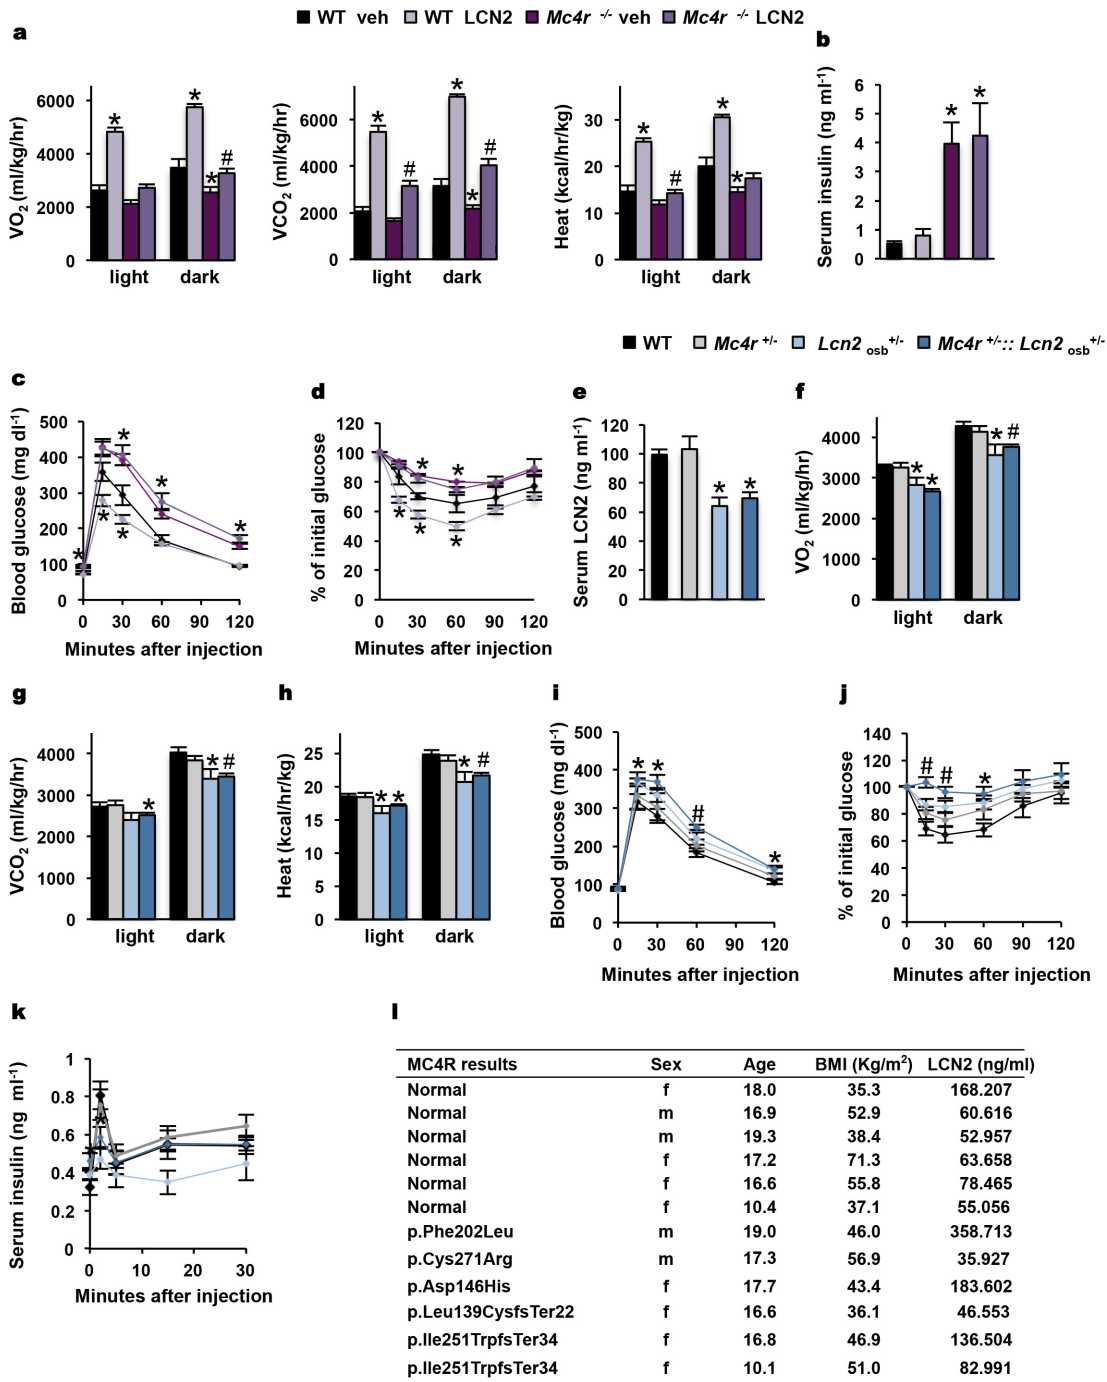 WT veh WT LCN2 Mc4r -/- veh Mc4r -/- LCN2
a
VO2 (ml/kg/hr)
6000
4000
2000
0
light dark
* * * #
VCO2 (ml/kg/hr)
6000
4000
2000
0
light dark
* # * * #
Heat (kcal/hr/kg)
30
20
10
0
light dark
* # * *
b
Serum insulin (ng ml-1)
6
5
4
3
2
1
0
* *
WT Mc4r +/- Lcn2 osb+/- Mc4r +/-:: Lcn2 osb+/-
c
Blood glucose (mg dl-1)
500
400
300
200
100
0
* * * * * *
0 30 60 90 120
Minutes after injection
d
% of initial glucose
120
100
80
60
40
20
0
* * * * *
0 30 60 90 120
Minutes after injection
e
Serum LCN2 (ng ml-1)
120
100
80
60
40
20
0
* *
f
VO2 (ml/kg/hr)
4000
3000
2000
1000
0
* * * #
light dark
g
VCO2 (ml/kg/hr)
4000
3000
2000
1000
0
* * #
light dark
h
Heat (kcal/hr/kg)
25
20
15
10
5
0
* * * #
light dark
i
Blood glucose (mg dl-1)
500
400
300
200
100
0
* * # *
0 30 60 90 120
Minutes after injection
j
% of initial glucose
140
120
100
80
60
40
20
0
# # *
0 30 60 90 120
Minutes after injection
k
Serum insulin (ng ml-1)
1
0.8
0.6
0.4
0.2
0
*
0 10 20 30
Minutes after injection
l
MC4R results Sex Age BMI (Kg/m2) LCN2 (ng/ml)
Normal f 18.0 35.3 168.207
Normal m 16.9 52.9 60.616
Normal m 19.3 38.4 52.957
Normal f 17.2 71.3 63.658
Normal f 16.6 55.8 78.465
Normal f 10.4 37.1 55.056
p.Phe202Leu m 19.0 46.0 358.713
p.Cys271Arg m 17.3 56.9 35.927
p.Asp146His f 17.7 43.4 183.602
p.Leu139CysfsTer22 f 16.6 36.1 46.553
p.Ile251TrpfsTer34 f 16.8 46.9 136.504
p.Ile251TrpfsTer34 f 10.1 51.0 82.991